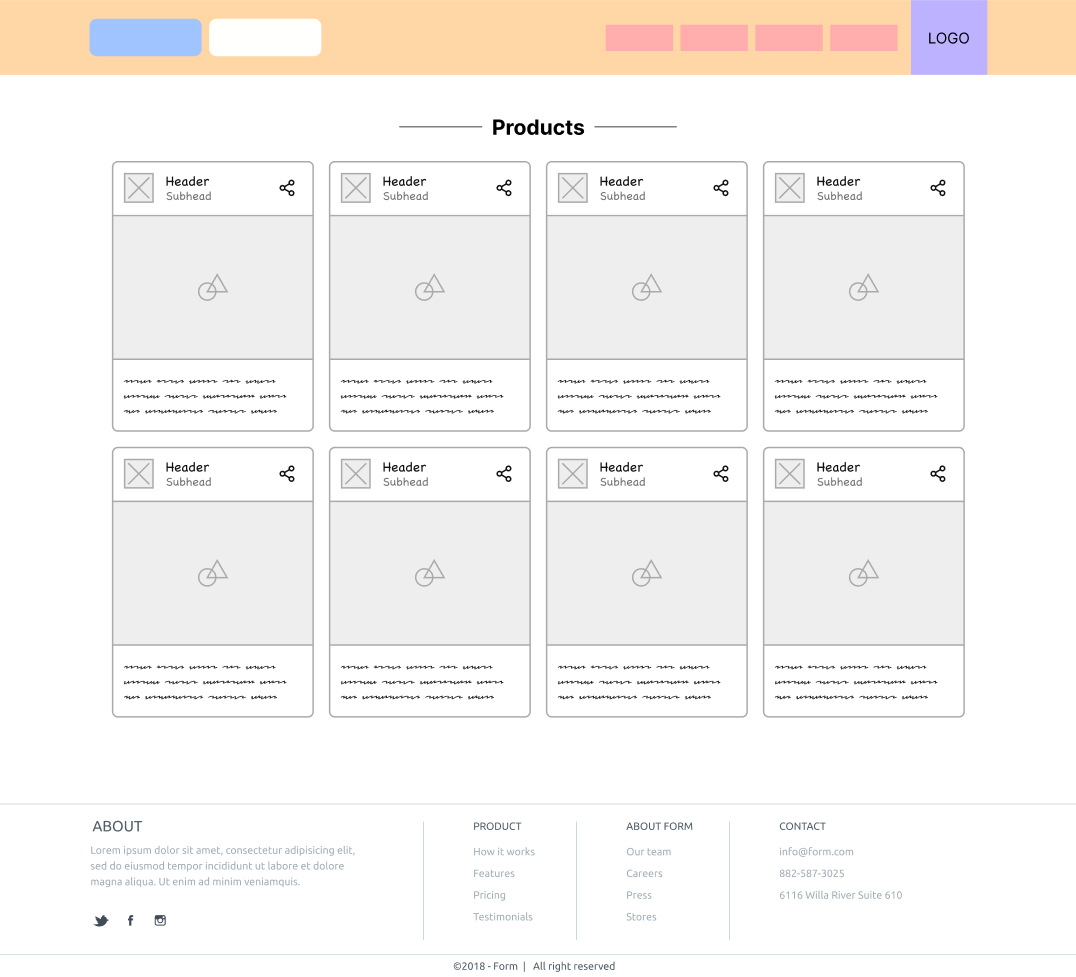 LOGO
Products
Header
Subhead
Header
Subhead
Header
Subhead
Header
Subhead
Header
Subhead
Header
Subhead
Header
Subhead
Header
Subhead
ABOUT
Lorem ipsum dolor sit amet, consectetur adipisicing elit,
sed do eiusmod tempor incididunt ut labore et dolore
magna aliqua. Ut enim ad minim veniamquis.
PRODUCT
How it works
Features
Pricing
Testimonials
ABOUT FORM
Our team
Careers
Press
Stores
CONTACT
info@form.com
882-587-3025
6116 Willa River Suite 610
©2018 - Form | All right reserved